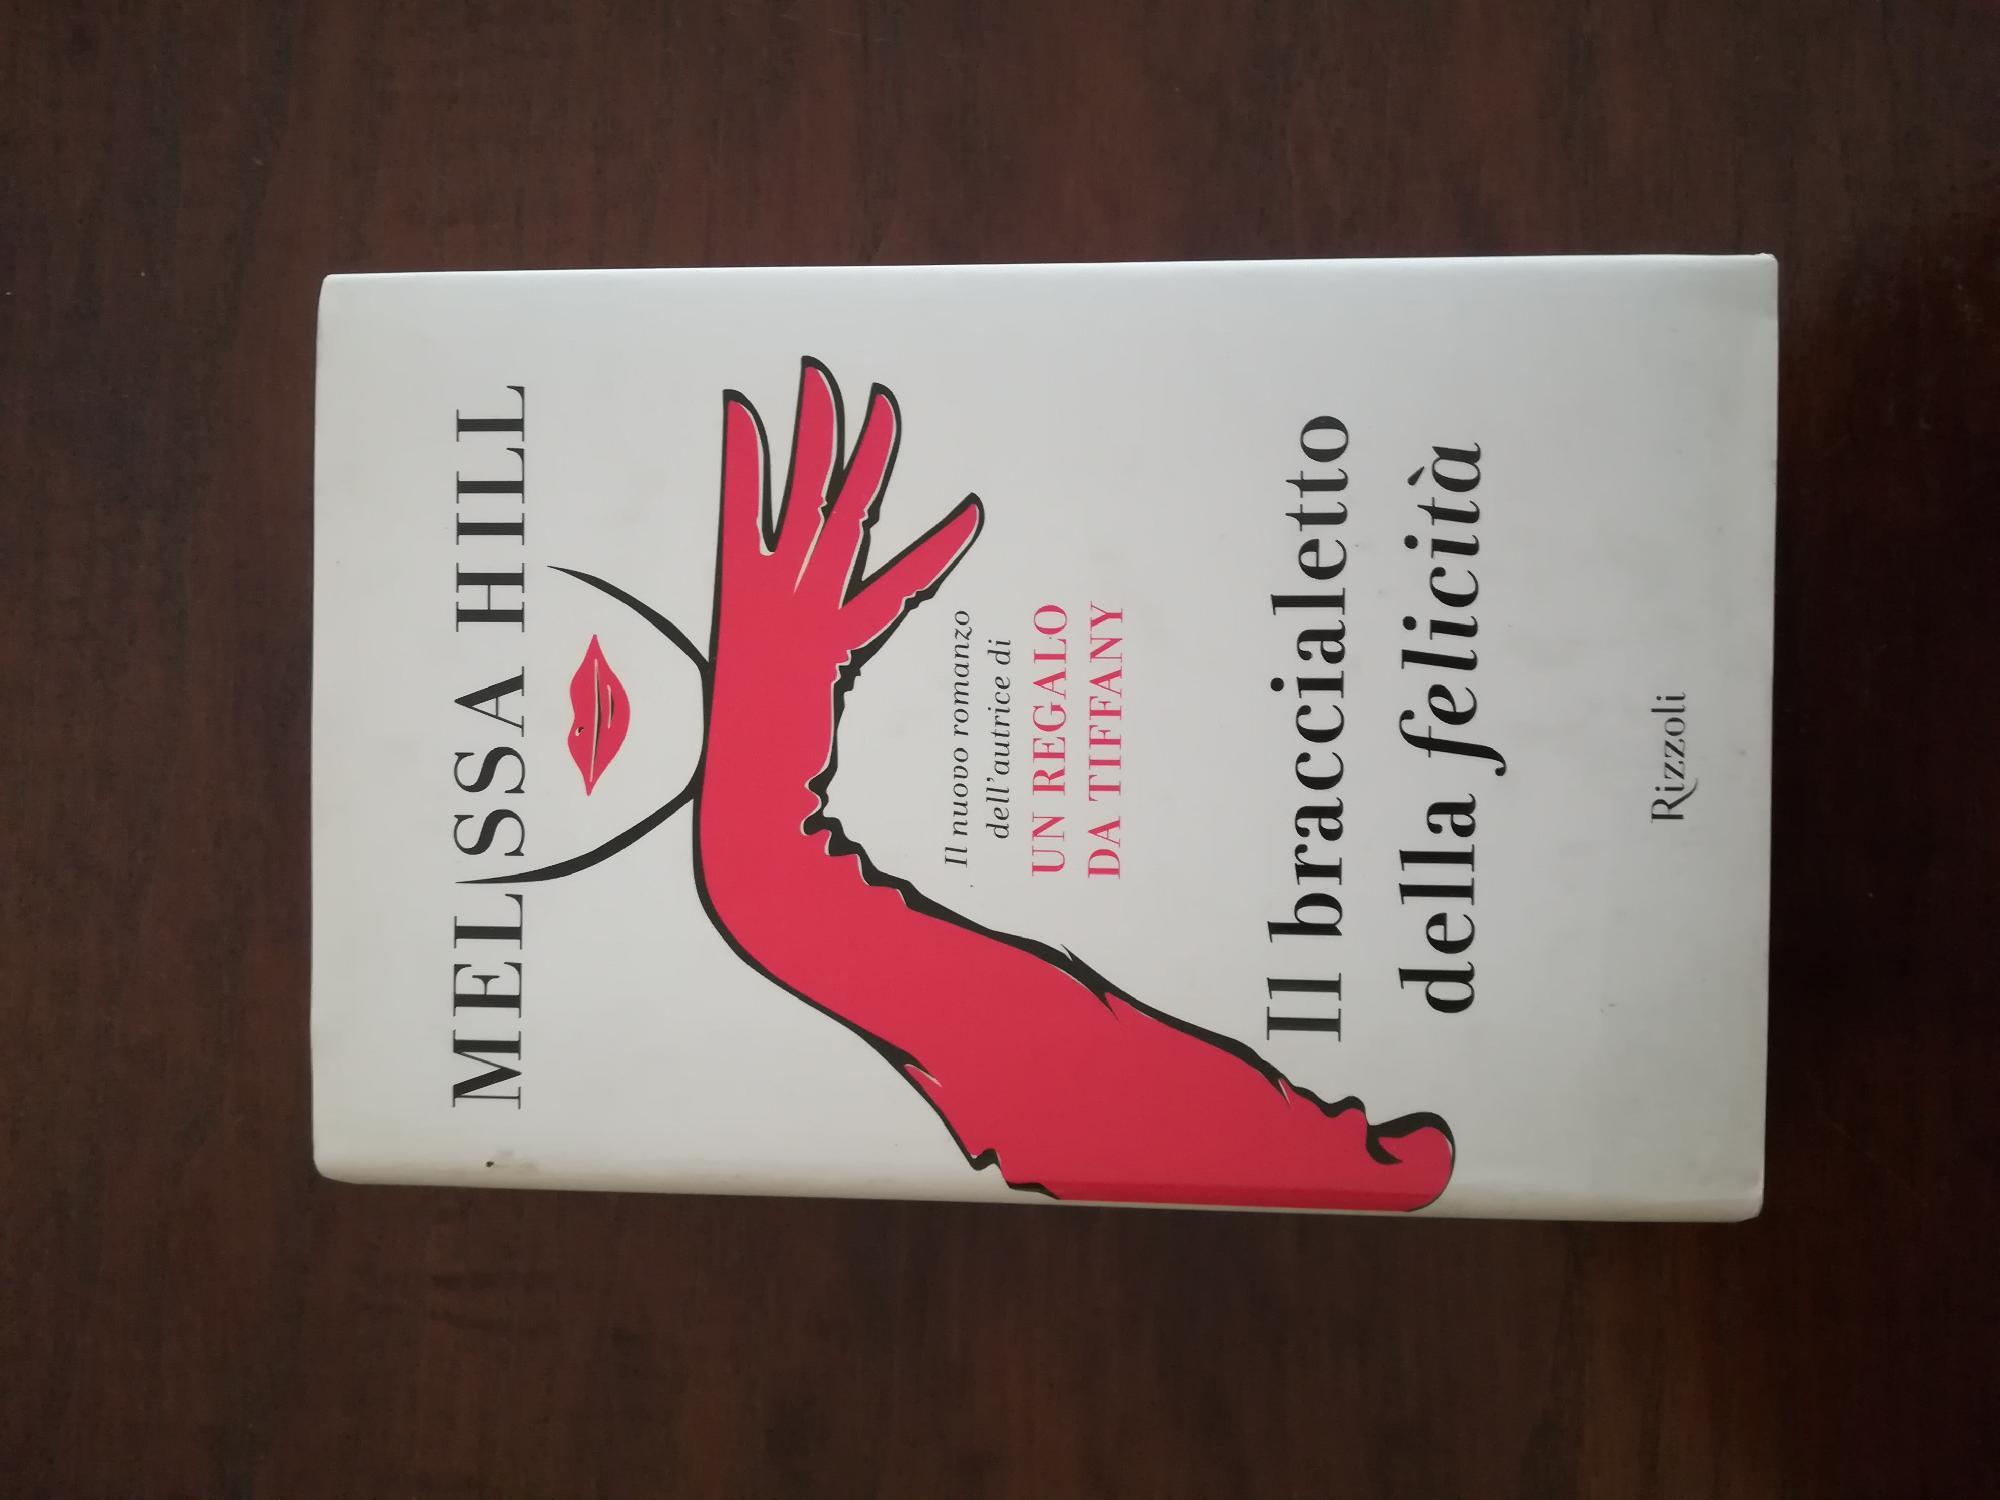 MELISSA HILL
Il nuovo romanzo
dell'autrice di
UN REGALO
DA TIFFANY
Il braccialetto
della felicità
Rizzoli